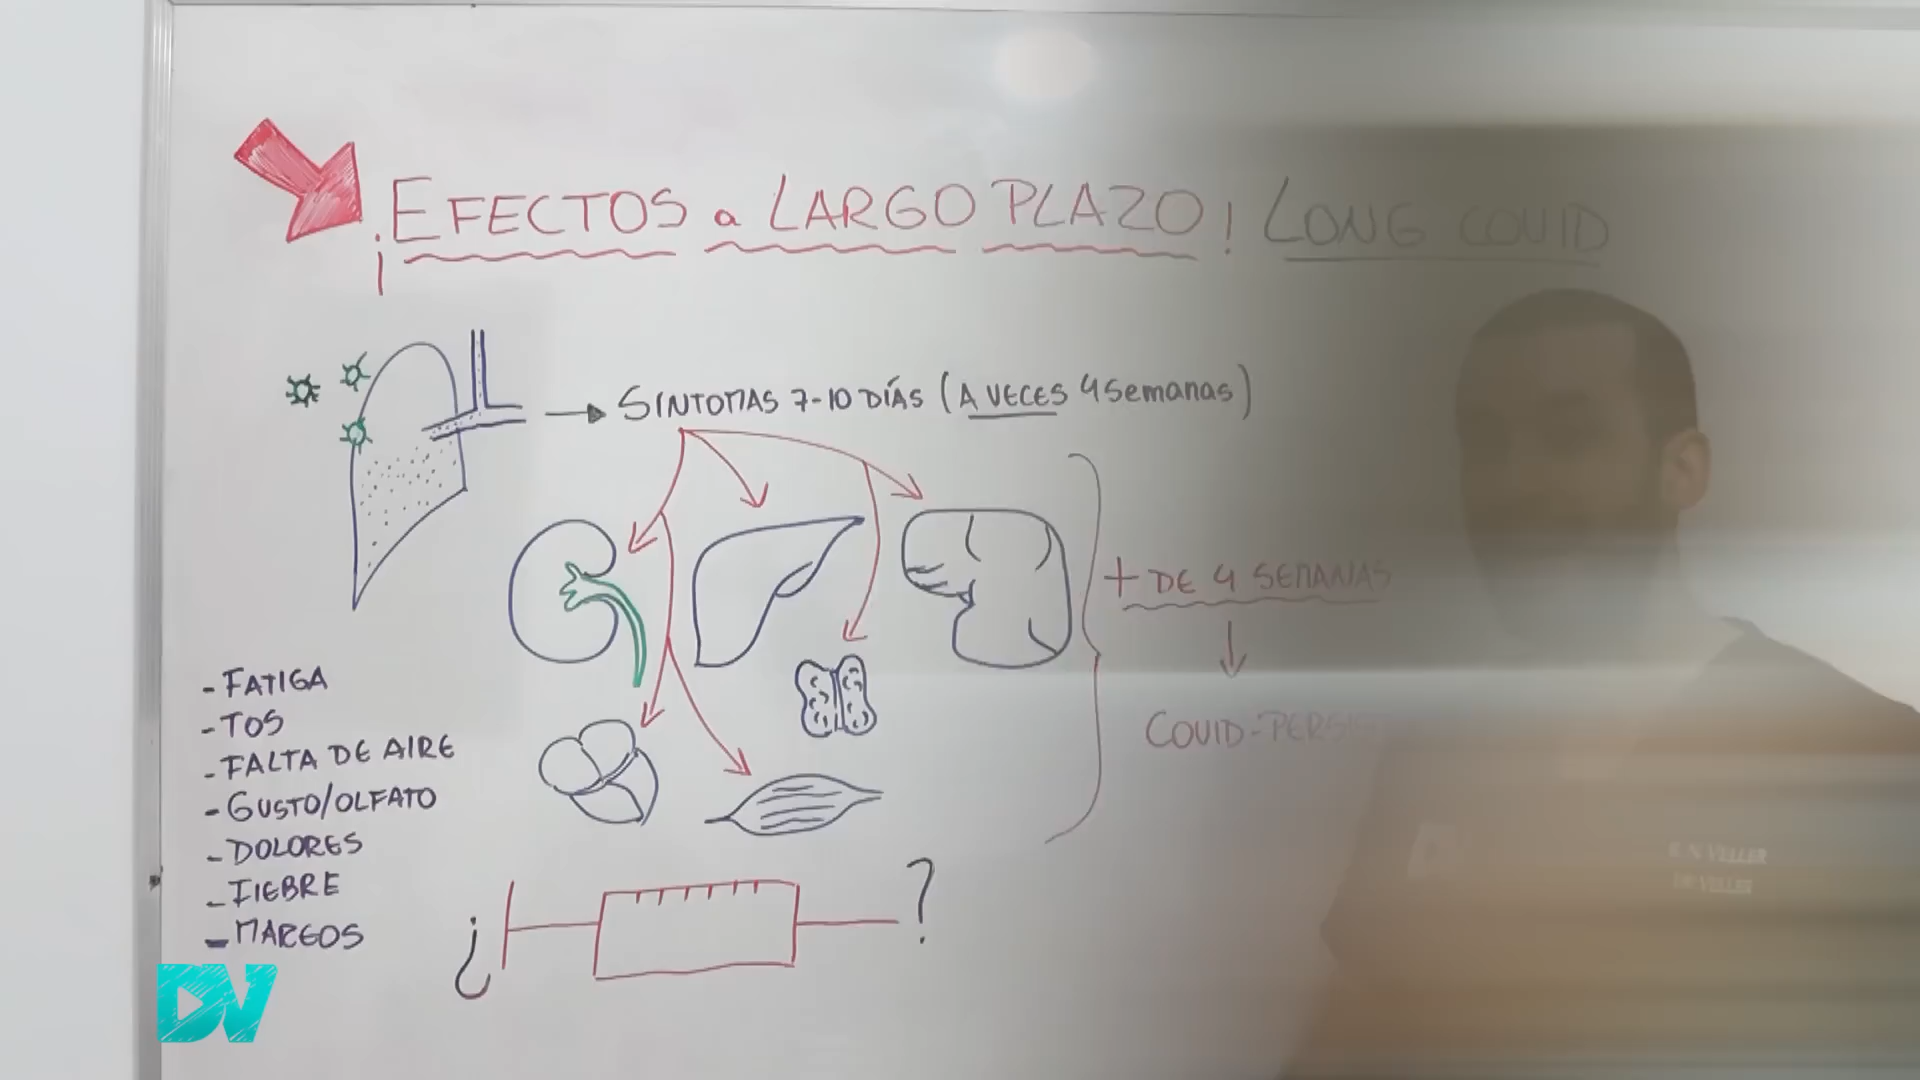 ¡EFECTOS a LARGO PLAZO! LONG COVID
SINTOMAS 7-10 DÍAS (A VECES 4 Semanas)
+ DE 4 SEMANAS
COVID-
- FATIGA
- TOS
- FALTA DE AIRE
- GUSTO/OLFATO
- DOLORES
- FIEBRE
- MAREOS
¿ ?
DV